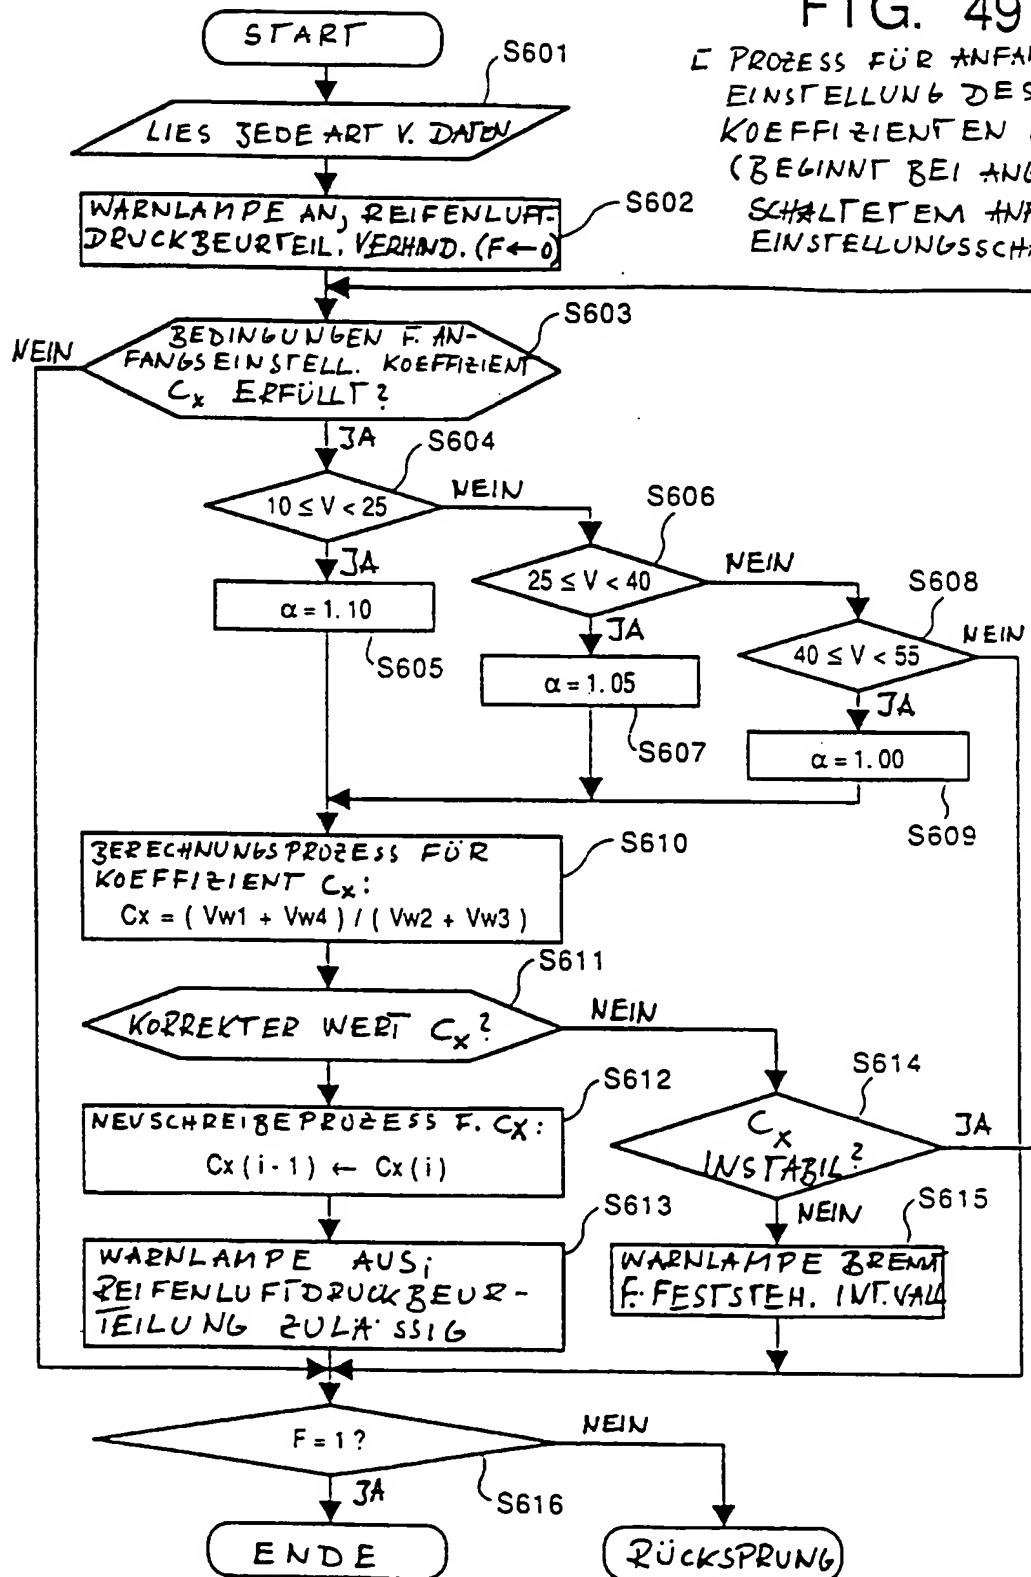 FIG. 49
START
S601
PROZESS FÜR
EINSTELLUNG DES
KOEFFIZIENTEN
(BEGINNT BEI
SCHALTETEM
LIES JEDE ART V. DATEN
WARNLAMPE AN, REIFENLUFT-
DRUCKBEURTEIL. VERHIND. (F←0)
S602
S603
BEDINGUNGEN F. AN-
FANGSEINSTELL. KOEFFIZIENT
Cx ERFÜLLT?
NEIN
JA
S604
10 ≤ V < 25
NEIN
S606
JA
25 ≤ V < 40
NEIN
S608
α = 1.10
S605
JA
40 ≤ V < 55
NEIN
α = 1.05
S607
JA
α = 1.00
S609
BERECHNUNGSPROZESS FÜR
KOEFFIZIENT Cx:
Cx = ( Vw1 + Vw4 ) / ( Vw2 + Vw3 )
S610
S611
KORREKTER WERT Cx?
NEIN
S612
NEUSCHREIBEPROZESS F. CX:
Cx ( i - 1 ) ← Cx ( i )
S614
Cx
INSTABIL?
JA
S613
NEIN
S615
WARNLAMPE AUS;
REIFENLUFTDRUCKBEUR-
TEILUNG ZULÄSSIG
WARNLAMPE BRENNT
F. FESTSTEH. INT.VALL
F = 1 ?
NEIN
JA
S616
ENDE
RÜCKSPRUNG